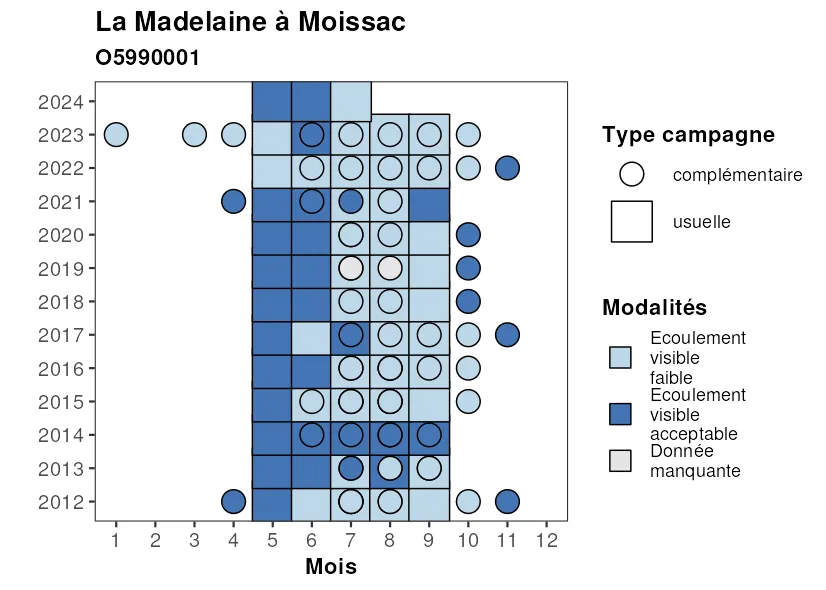 La Madelaine à Moissac
O5990001
2024
2023
2022
2021
2020
2019
2018
2017
2016
2015
2014
2013
2012
1 2 3 4 5 6 7 8 9 10 11 12
Mois
Type campagne
complémentaire
usuelle
Modalités
Ecoulement
visible
faible
Ecoulement
visible
acceptable
Donnée
manquante